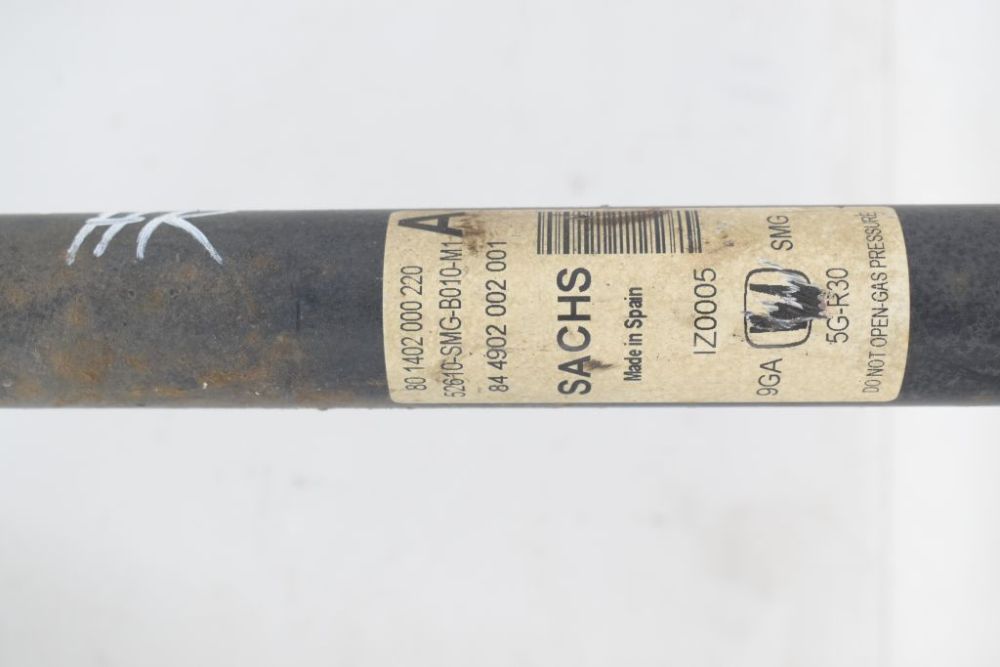 80 1402 000 220
52610-SMG-B010-M1
A
84 4902 002 001
SACHS
Made in Spain
IZ0005
9GA
SMG
5G-R30
DO NOT OPEN-GAS PRESSURE